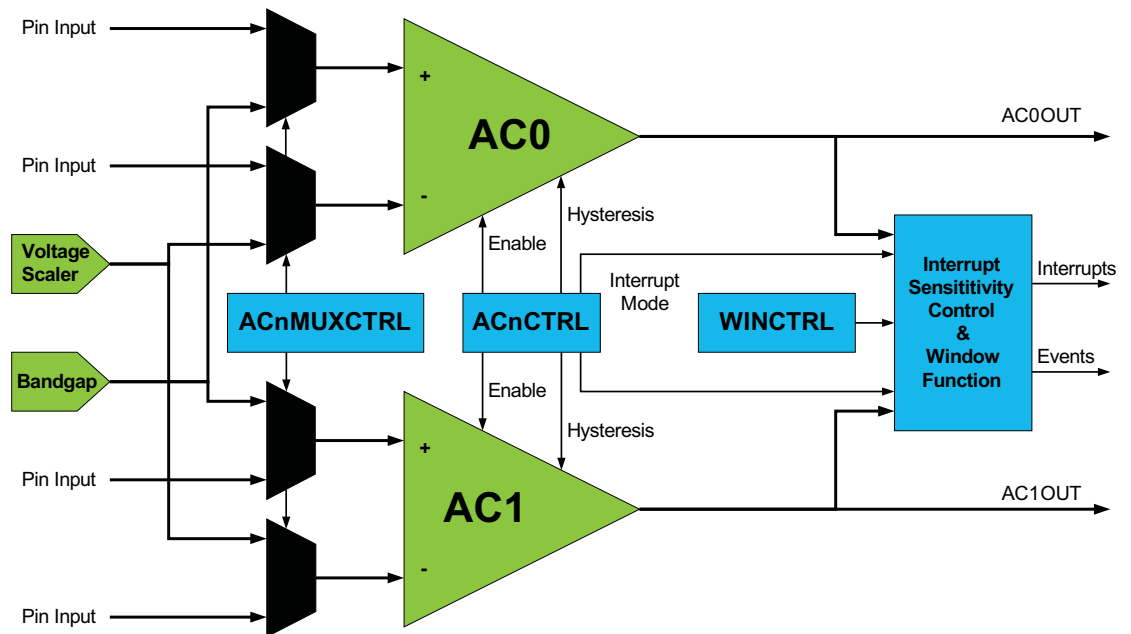 Pin Input
+
AC0
AC0OUT
Pin Input
-
Hysteresis
Enable
Voltage
Scaler
Interrupt
Mode
Interrupt
Sensititivity
Control
&
Window
Function
Interrupts
ACnMUXCTRL
ACnCTRL
WINCTRL
Bandgap
Events
Enable
Hysteresis
+
Pin Input
AC1
AC1OUT
-
Pin Input